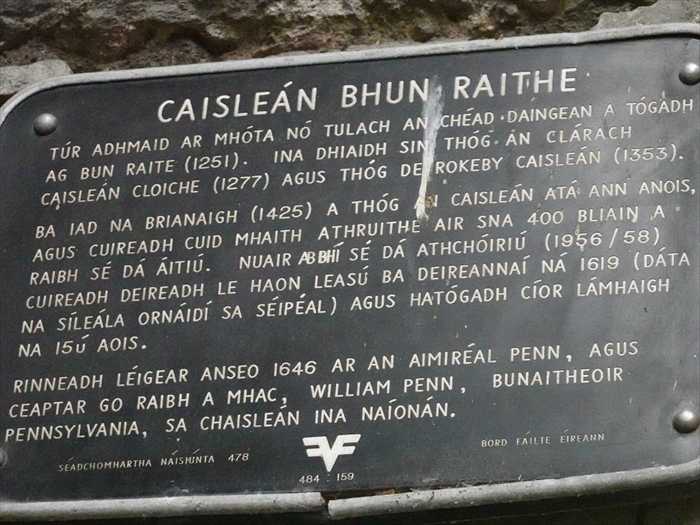 CAISLEÁN BHUN RAITHE
TÚR ADHMAID AR MHÓTA NÓ TULACH AN CHÉAD DAINGEAN A TÓGADH
AG BUN RAITE (1251). INA DHIAIDH SIN THÓG AN CLÁRACH
CAISLEÁN CLOICHE (1277) AGUS THÓG DE ROKEBY CAISLEÁN (1353).
BA IAD NA BRIANAIGH (1425) A THÓG AN CAISLEÁN ATÁ ANN ANOIS,
AGUS CUIREADH CUID MHAITH ATHRUITHE AIR SNA 400 BLIAIN A
RAIBH SÉ DÁ ÁITIÚ. NUAIR A BHÍ SÉ DÁ ATHCHÓIRIÚ (1956/58)
CUIREADH DEIREADH LE HAON LEASÚ BA DEIREANNAÍ NÁ 1619 (DÁTA
NA SÍLEÁLA ORNÁIDÍ SA SÉIPÉAL) AGUS HATÓGADH CÍOR LÁMHAIGH
NA 15Ú AOIS.
RINNEADH LÉIGEAR ANSEO 1646 AR AN AIMIRÉAL PENN, AGUS
CEAPTAR GO RAIBH A MHAC, WILLIAM PENN, BUNAITHEOIR
PENNSYLVANIA, SA CHAISLEÁN INA NAÍONÁN.
SÉADCHOMHARTHA NÁISIÚNTA 478
BORD FÁILTE ÉIREANN
484 159